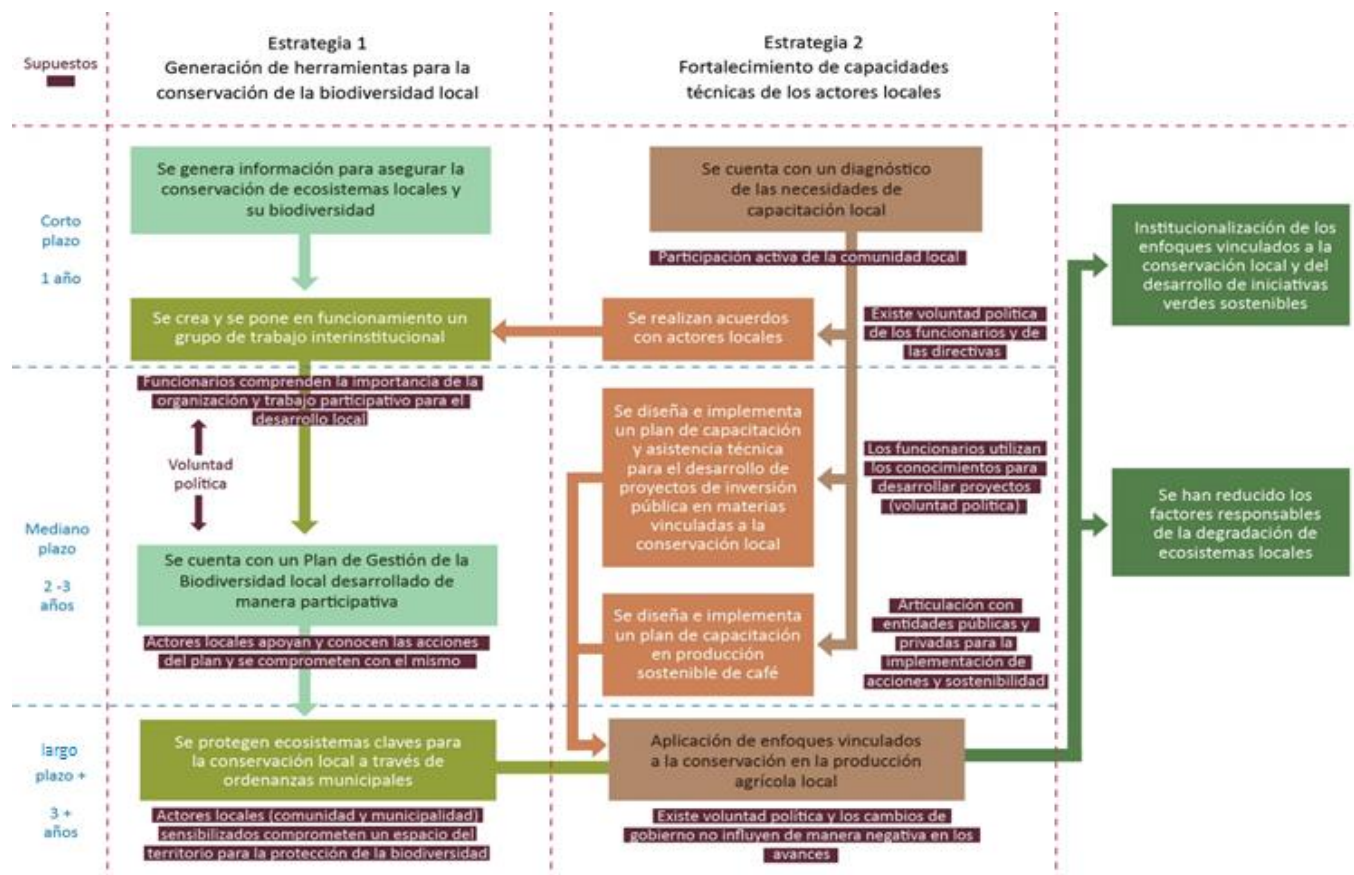 Supuestos
Estrategia 1
Generación de herramientas para la
conservación de la biodiversidad local
Estrategia 2
Fortalecimiento de capacidades
técnicas de los actores locales
Corto
plazo
1 año
Se genera información para asegurar la
conservación de ecosistemas locales y
su biodiversidad
Se cuenta con un diagnóstico
de las necesidades de
capacitación local
Participación activa de la comunidad local
Se crea y se pone en funcionamiento un
grupo de trabajo interinstitucional
Se realizan acuerdos
con actores locales
Existe voluntad política
de los funcionarios y de
las directivas
Institucionalización de los
enfoques vinculados a la
conservación local y del
desarrollo de iniciativas
verdes sostenibles
Mediano
plazo
2 -3
años
Funcionarios comprenden la importancia de la
organización y trabajo participativo para el
desarrollo local
Voluntad
política
Se cuenta con un Plan de Gestión de la
Biodiversidad local desarrollado de
manera participativa
Actores locales apoyan y conocen las acciones
del plan y se comprometen con el mismo
Se diseña e implementa
un plan de capacitación
y asistencia técnica
para el desarrollo de
proyectos de inversión
pública en materias
vinculadas a la
conservación local
Los funcionarios utilizan
los conocimientos para
desarrollar proyectos
(voluntad política)
Se diseña e implementa
un plan de capacitación
en producción
sostenible de café
Articulación con
entidades públicas y
privadas para la
implementación de
acciones y sostenibilidad
Se han reducido los
factores responsables
de la degradación de
ecosistemas locales
largo
plazo +
3 +
años
Se protegen ecosistemas claves para
la conservación local a través de
ordenanzas municipales
Actores locales (comunidad y municipalidad)
sensibilizados comprometen un espacio del
territorio para la protección de la biodiversidad
Aplicación de enfoques vinculados
a la conservación en la producción
agrícola local
Existe voluntad política y los cambios de
gobierno no influyen de manera negativa en los
avances